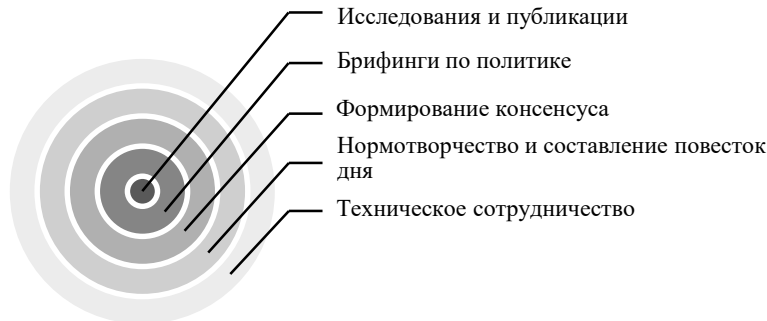 Исследования и публикации
Брифинги по политике
Формирование консенсуса
Нормотворчество и составление повесток
дня
Техническое сотрудничество